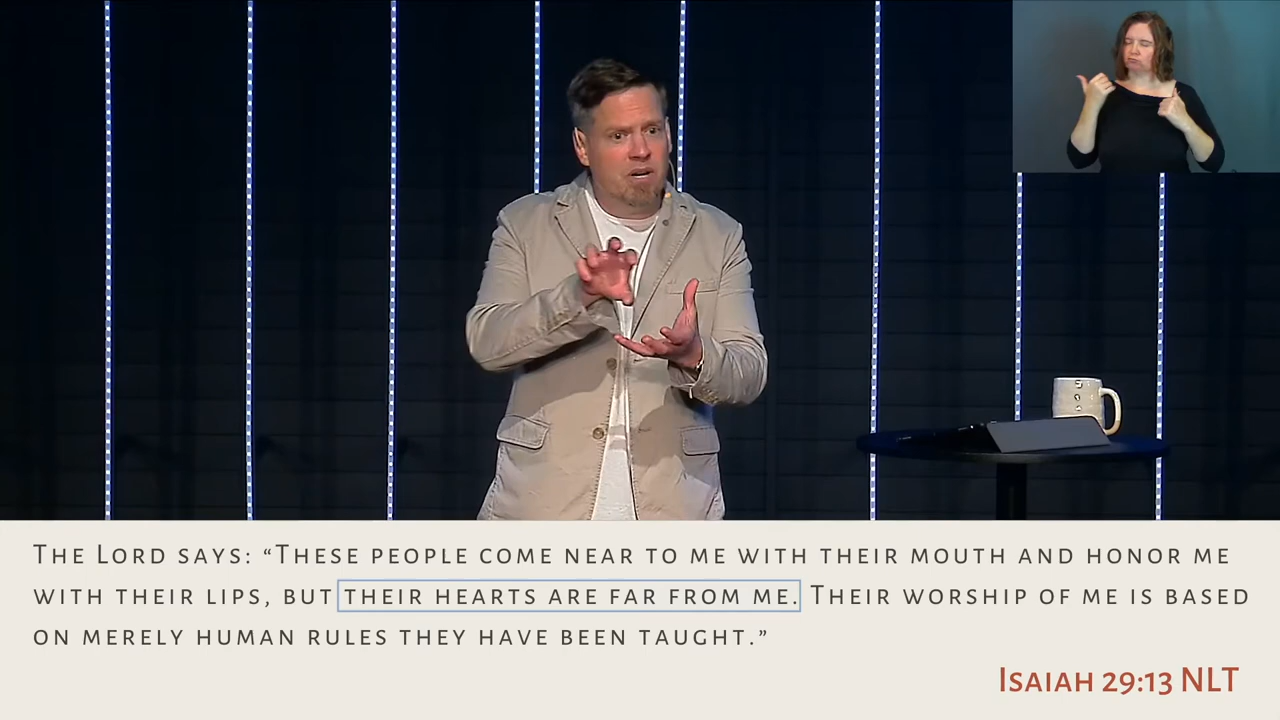 The Lord says: “These people come near to me with their mouth and honor me
with their lips, but their hearts are far from me. Their worship of me is based
on merely human rules they have been taught.”
Isaiah 29:13 NLT